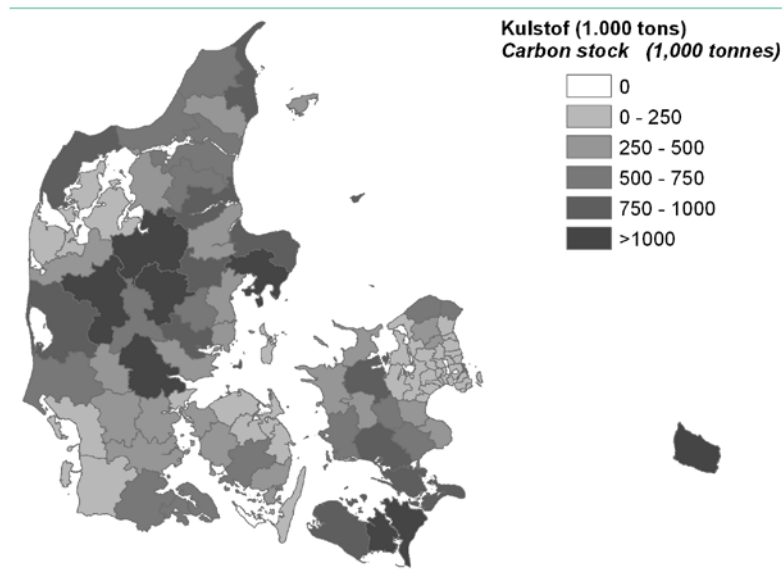 Kulstof (1.000 tons)
Carbon stock (1,000 tonnes)
0
0 - 250
250 - 500
500 - 750
750 - 1000
>1000